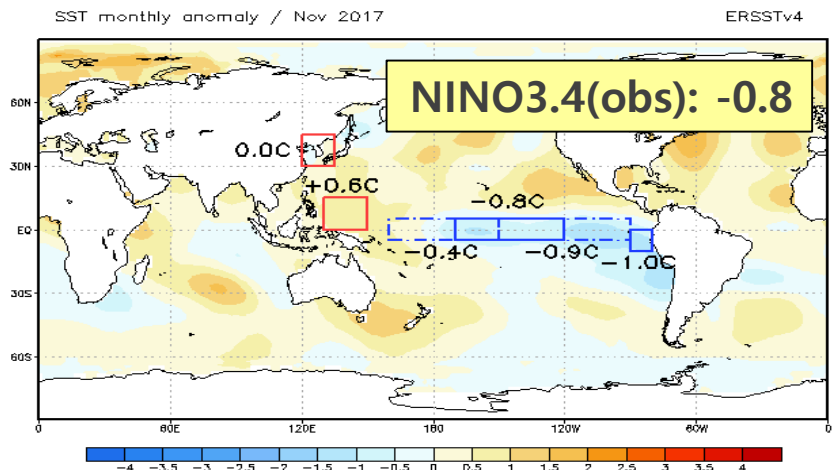 SST monthly anomaly / Nov 2017 ERSSTv4
NINO3.4(obs): -0.8
60N
30N
EQ
30S
60S
0.0C
+0.6C
-0.8C
-0.4C -0.9C -1.0C
0 60E 120E 180 120W 60W 0
-4 -3.5 -3 -2.5 -2 -1.5 -1 -0.5 0 0.5 1 1.5 2 2.5 3 3.5 4